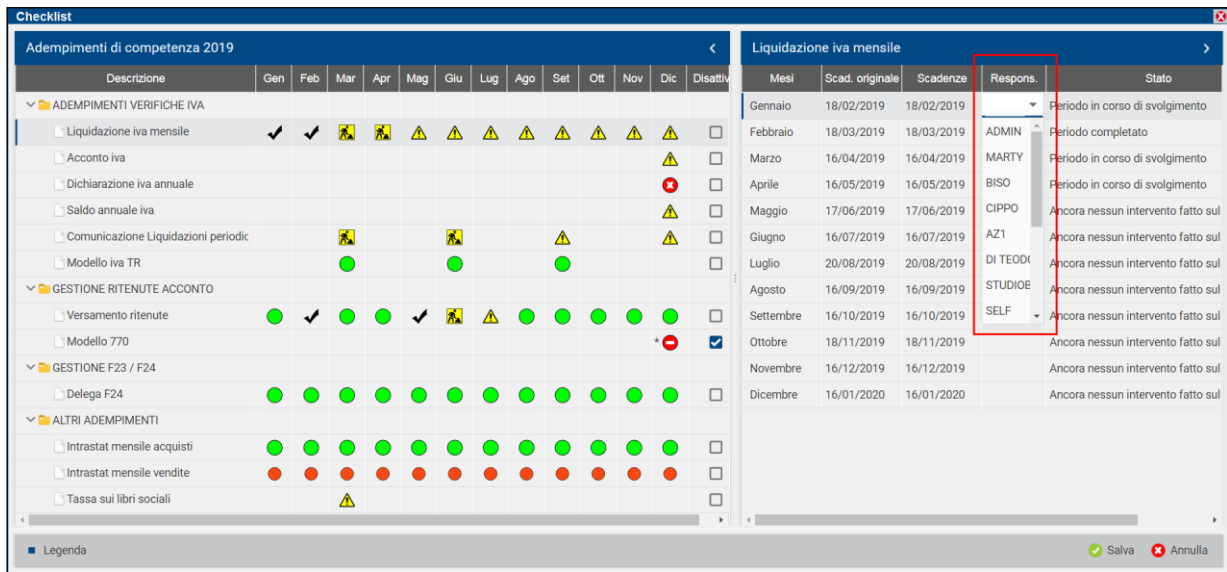 Checklist
Adempimenti di competenza 2019
Descrizione Gen Feb Mar Apr Mag Giu Lug Ago Set Ott Nov Dic Disattiv
ADEMPIMENTI VERIFICHE IVA
Liquidazione iva mensile
Acconto iva
Dichiarazione iva annuale
Saldo annuale iva
Comunicazione Liquidazioni periodic
Modello iva TR
GESTIONE RITENUTE ACCONTO
Versamento ritenute
Modello 770 *
GESTIONE F23 / F24
Delega F24
ALTRI ADEMPIMENTI
Intrastat mensile acquisti
Intrastat mensile vendite
Tassa sui libri sociali
Liquidazione iva mensile
Mesi Scad. originale Scadenze Respons. Stato
Gennaio 18/02/2019 18/02/2019 Periodo in corso di svolgimento
Febbraio 18/03/2019 18/03/2019 ADMIN Periodo completato
Marzo 16/04/2019 16/04/2019 MARTY Periodo in corso di svolgimento
Aprile 16/05/2019 16/05/2019 BISO Periodo in corso di svolgimento
Maggio 17/06/2019 17/06/2019 CIPPO Ancora nessun intervento fatto sul
Giugno 16/07/2019 16/07/2019 AZ1 Ancora nessun intervento fatto sul
Luglio 20/08/2019 20/08/2019 DI TEODO Ancora nessun intervento fatto sul
Agosto 16/09/2019 16/09/2019 STUDIOB Ancora nessun intervento fatto sul
Settembre 16/10/2019 16/10/2019 SELF Ancora nessun intervento fatto sul
Ottobre 18/11/2019 18/11/2019 Ancora nessun intervento fatto sul
Novembre 16/12/2019 16/12/2019 Ancora nessun intervento fatto sul
Dicembre 16/01/2020 16/01/2020 Ancora nessun intervento fatto sul
Legenda
Salva Annulla